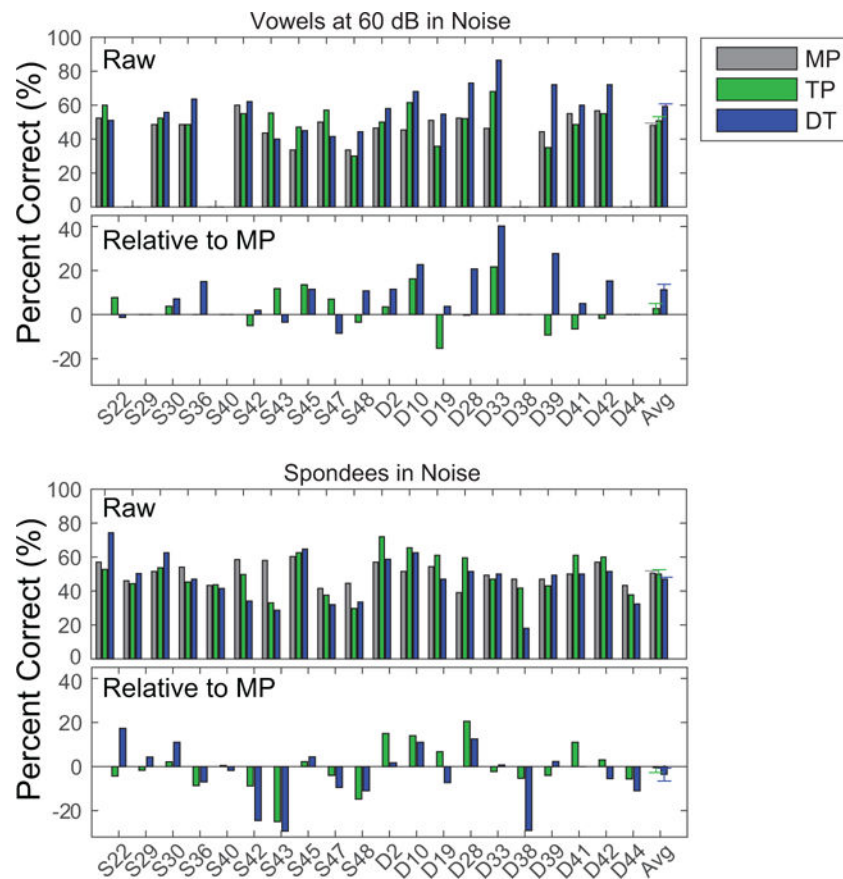 Vowels at 60 dB in Noise
Percent Correct (%)
100
80
60
40
20
0
Raw
MP
TP
DT
40
20
0
-20
Relative to MP
S22 S29 S30 S36 S40 S42 S43 S45 S47 S48 D2 D10 D19 D28 D33 D38 D39 D41 D42 D44 Avg
Spondees in Noise
Percent Correct (%)
100
80
60
40
20
0
Raw
40
20
0
-20
Relative to MP
S22 S29 S30 S36 S40 S42 S43 S45 S47 S48 D2 D10 D19 D28 D33 D38 D39 D41 D42 D44 Avg